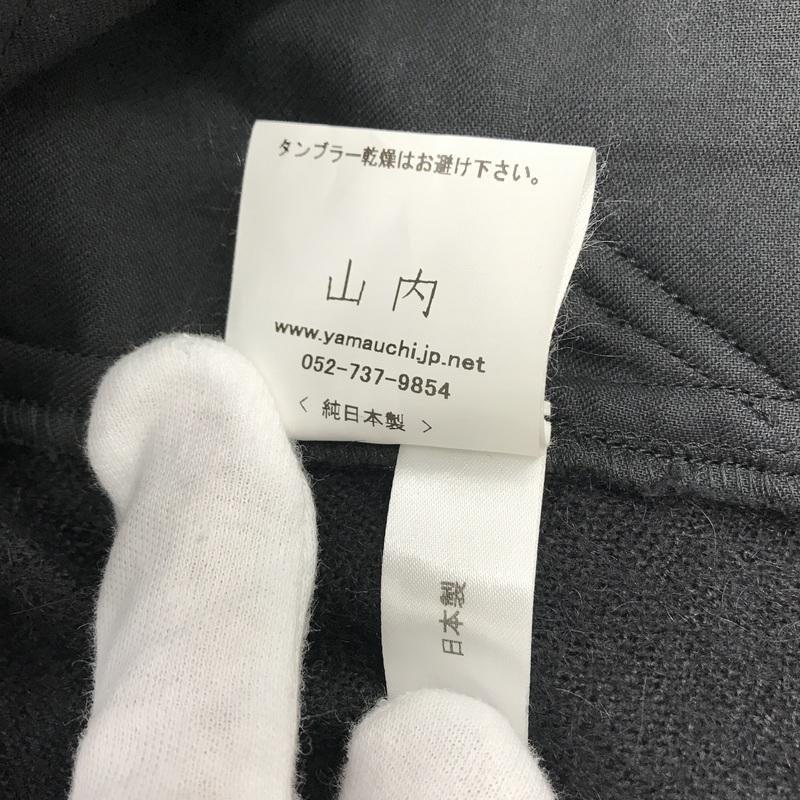 タンブラー乾燥はお避け下さい。
山内
www.yamauchi.jp.net
052-737-9854
＜ 純日本製 ＞
日本製